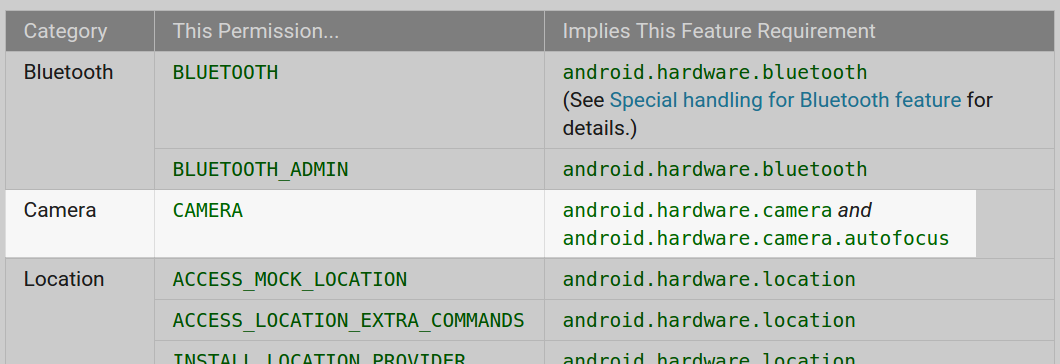 Category This Permission... Implies This Feature Requirement
Bluetooth BLUETOOTH android.hardware.bluetooth
(See Special handling for Bluetooth feature for
details.)
BLUETOOTH_ADMIN android.hardware.bluetooth
Camera CAMERA android.hardware.camera and
android.hardware.camera.autofocus
Location ACCESS_MOCK_LOCATION android.hardware.location
ACCESS_LOCATION_EXTRA_COMMANDS android.hardware.location
INSTALL_LOCATION_PROVIDER android.hardware.location